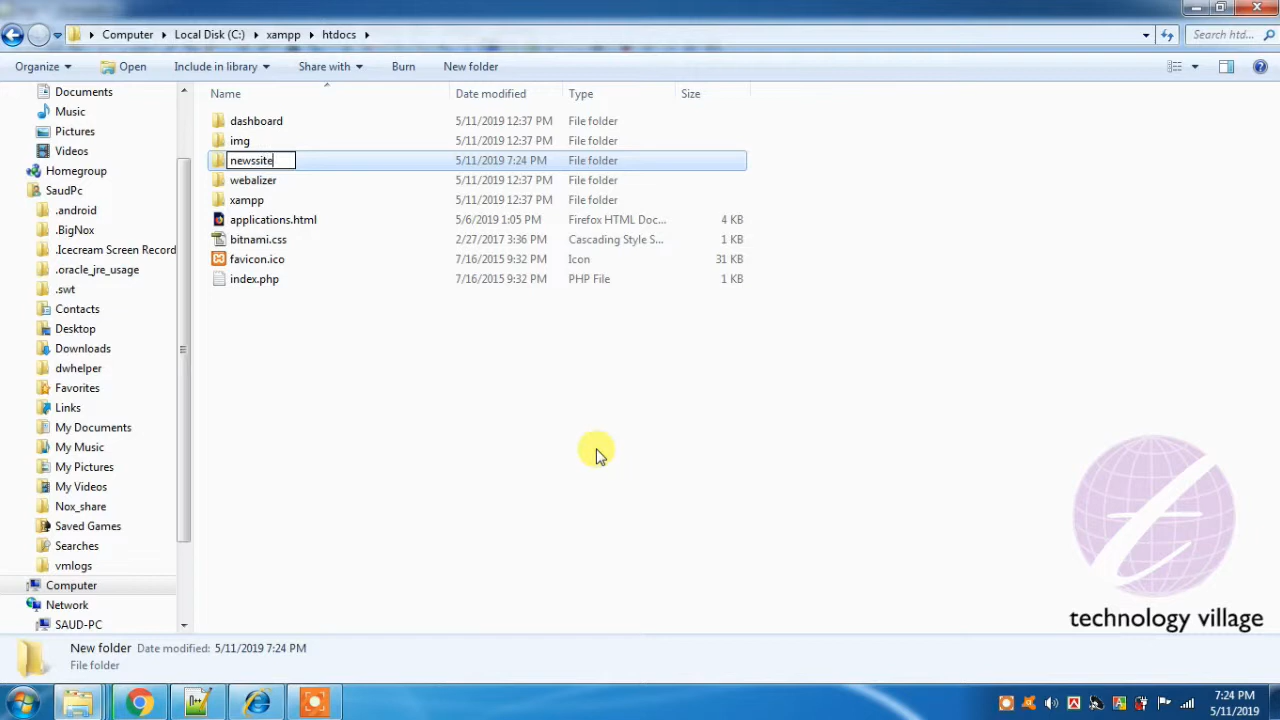 Computer Local Disk (C:) xampp htdocs Search htd...
Organize Open Include in library Share with Burn New folder
Name Date modified Type Size
Documents
Music
Pictures
Videos
Homegroup
SaudPc
.android
.BigNox
.Icecream Screen Record
.oracle_jre_usage
.swt
Contacts
Desktop
Downloads
dwhelper
Favorites
Links
My Documents
My Music
My Pictures
My Videos
Nox_share
Saved Games
Searches
vmlogs
Computer
Network
SAUD-PC
dashboard 5/11/2019 12:37 PM File folder
img 5/11/2019 12:37 PM File folder
newssite 5/11/2019 7:24 PM File folder
webalizer 5/11/2019 12:37 PM File folder
xampp 5/11/2019 12:37 PM File folder
applications.html 5/6/2019 1:05 PM Firefox HTML Doc... 4 KB
bitnami.css 2/27/2017 3:36 PM Cascading Style S... 1 KB
favicon.ico 7/16/2015 9:32 PM Icon 31 KB
index.php 7/16/2015 9:32 PM PHP File 1 KB
technology village
New folder Date modified: 5/11/2019 7:24 PM
File folder
7:24 PM
5/11/2019